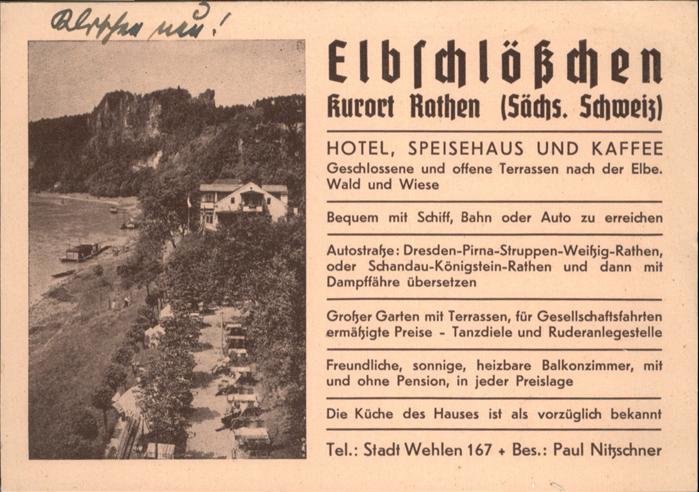 neu!
Elbschlößchen
Kurort Rathen (Sächs. Schweiz)
HOTEL, SPEISEHAUS UND KAFFEE
Geschlossene und offene Terrassen nach der Elbe.
Wald und Wiese
Bequem mit Schiff, Bahn oder Auto zu erreichen
Autostraße: Dresden-Pirna-Struppen-Weißig-Rathen,
oder Schandau-Königstein-Rathen und dann mit
Dampffähre übersetzen
Großer Garten mit Terrassen, für Gesellschaftsfahrten
ermäßigte Preise - Tanzdiele und Ruderanlegestelle
Freundliche, sonnige, heizbare Balkonzimmer, mit
und ohne Pension, in jeder Preislage
Die Küche des Hauses ist als vorzüglich bekannt
Tel.: Stadt Wehlen 167 + Bes.: Paul Nitzschner